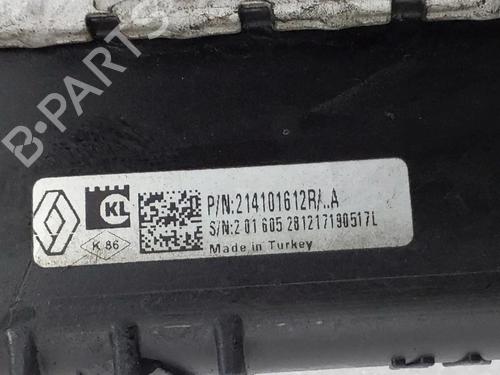 B-PARTS
KL
K 86
P/N:214101612R/..A
S/N:2 01 605 281217190517L
Made in Turkey